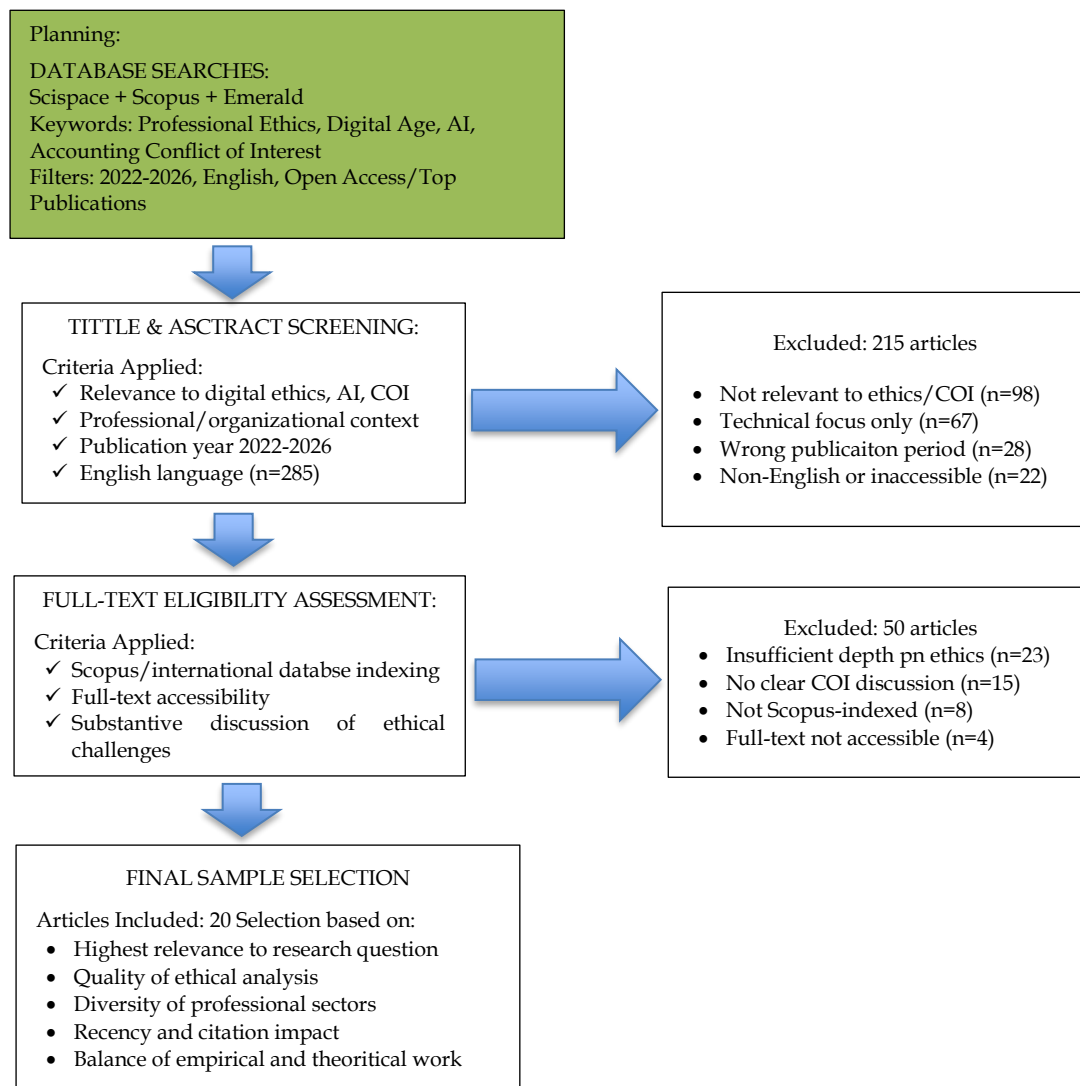 Planning:
DATABASE SEARCHES:
Scispace + Scopus + Emerald
Keywords: Professional Ethics, Digital Age, AI,
Accounting Conflict of Interest
Filters: 2022-2026, English, Open Access/Top
Publications
TITTLE & ASCTRACT SCREENING:
Criteria Applied:
✓ Relevance to digital ethics, AI, COI
✓ Professional/organizational context
✓ Publication year 2022-2026
✓ English language (n=285)
Excluded: 215 articles
• Not relevant to ethics/COI (n=98)
• Technical focus only (n=67)
• Wrong publicaiton period (n=28)
• Non-English or inaccessible (n=22)
FULL-TEXT ELIGIBILITY ASSESSMENT:
Criteria Applied:
✓ Scopus/international databse indexing
✓ Full-text accessibility
✓ Substantive discussion of ethical
challenges
Excluded: 50 articles
• Insufficient depth pn ethics (n=23)
• No clear COI discussion (n=15)
• Not Scopus-indexed (n=8)
• Full-text not accessible (n=4)
FINAL SAMPLE SELECTION
Articles Included: 20 Selection based on:
• Highest relevance to research question
• Quality of ethical analysis
• Diversity of professional sectors
• Recency and citation impact
• Balance of empirical and theoritical work